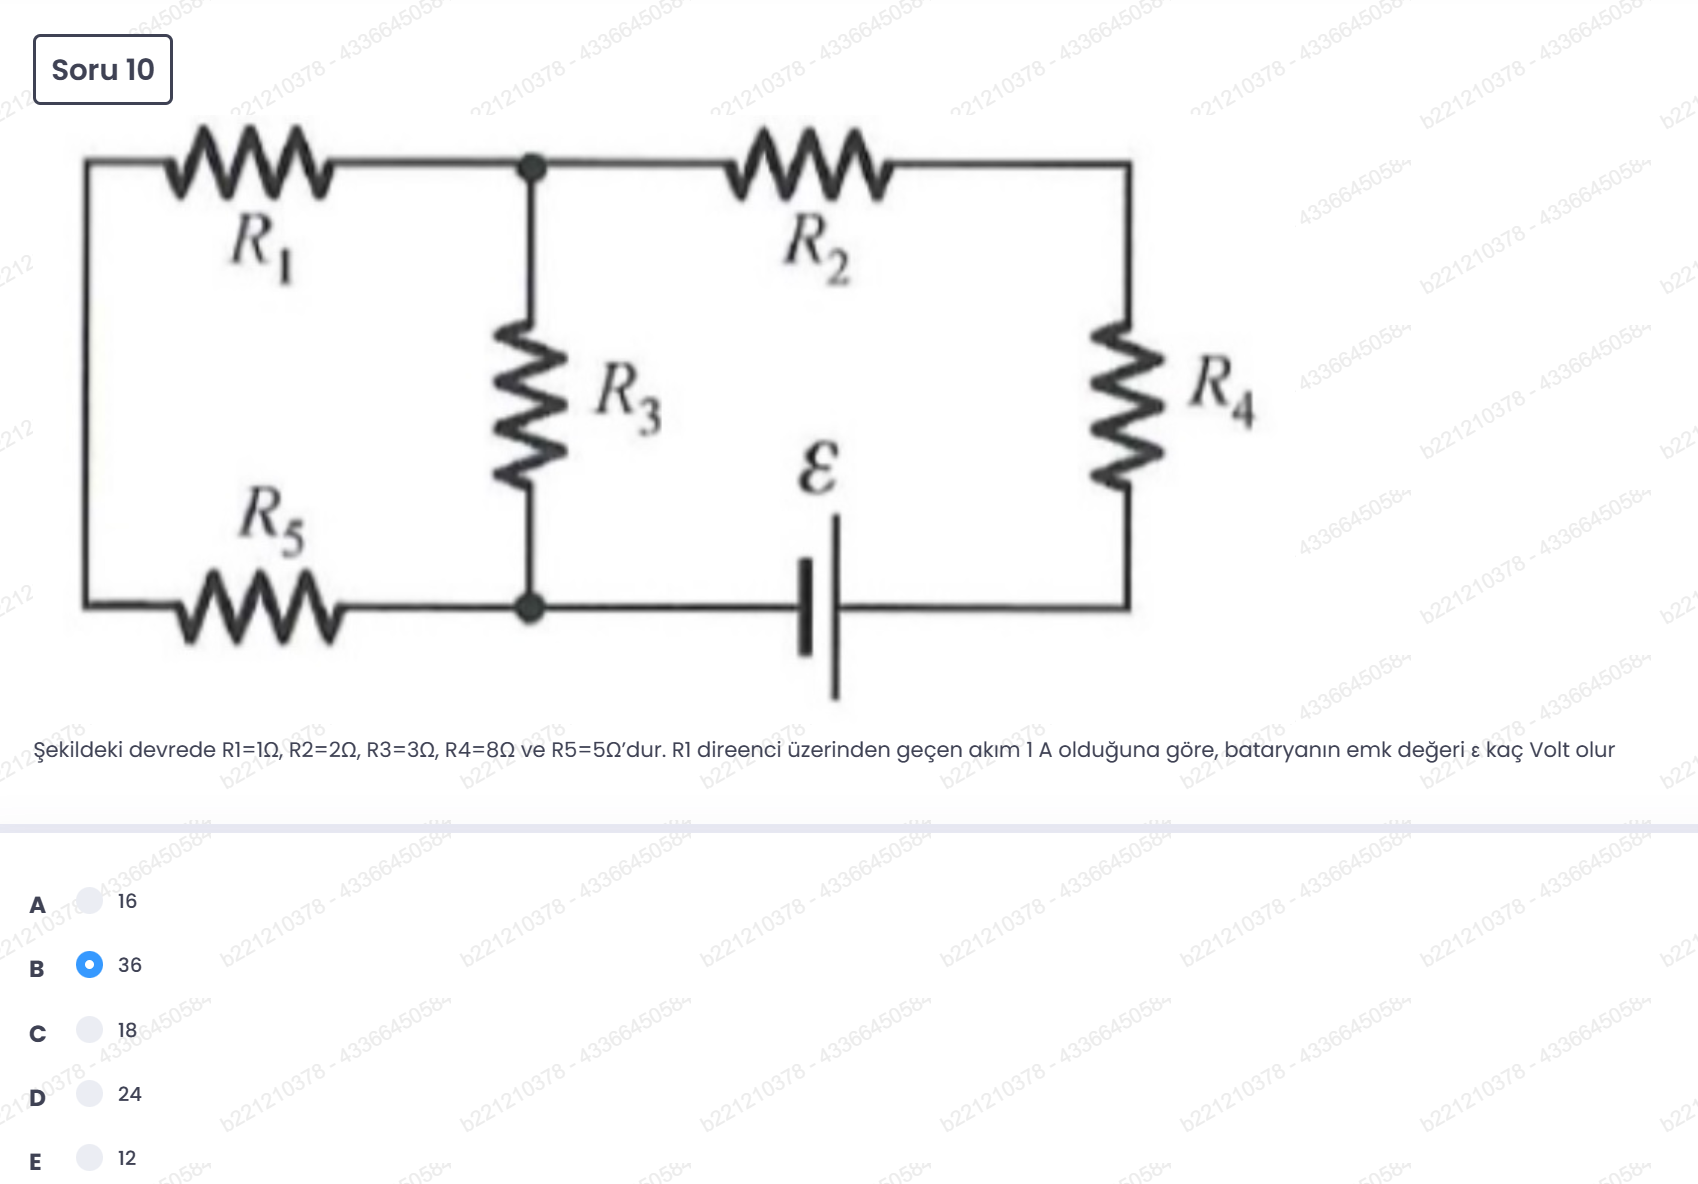 Soru 10
R1
R2
R3
R4
ε
R5
Şekildeki devrede R1=1Ω, R2=2Ω, R3=3Ω, R4=8Ω ve R5=5Ω’dur. R1 direenci üzerinden geçen akım 1 A olduğuna göre, bataryanın emk değeri ε kaç Volt olur
A 16
B 36
C 18
D 24
E 12
b221210378 - 43366450584